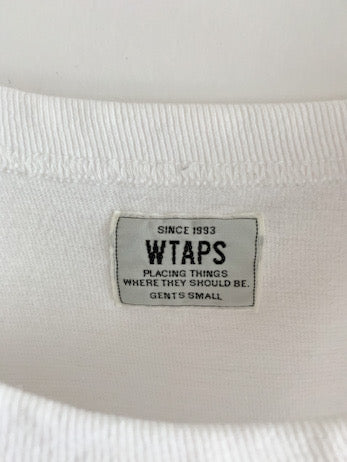 SINCE 1993
WTAPS
PLACING THINGS
WHERE THEY SHOULD BE.
GENTS SMALL